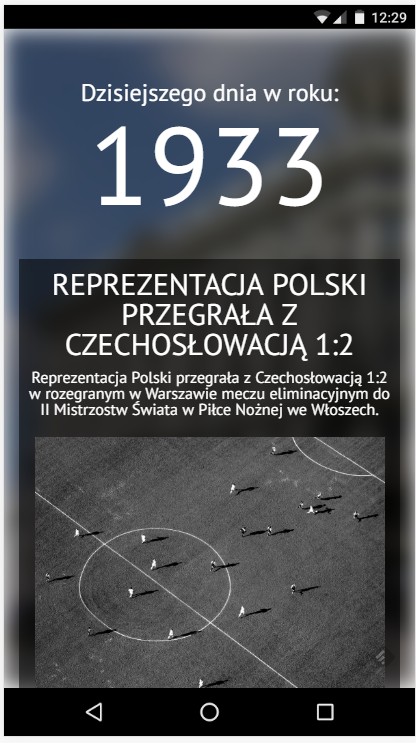 12:29
Dzisiejszego dnia w roku:
1933
REPREZENTACJA POLSKI
PRZEGRAŁA Z
CZECHOSŁOWACJĄ 1:2
Reprezentacja Polski przegrała z Czechosłowacją 1:2
w rozegranym w Warszawie meczu eliminacyjnym do
II Mistrzostw Świata w Piłce Nożnej we Włoszech.